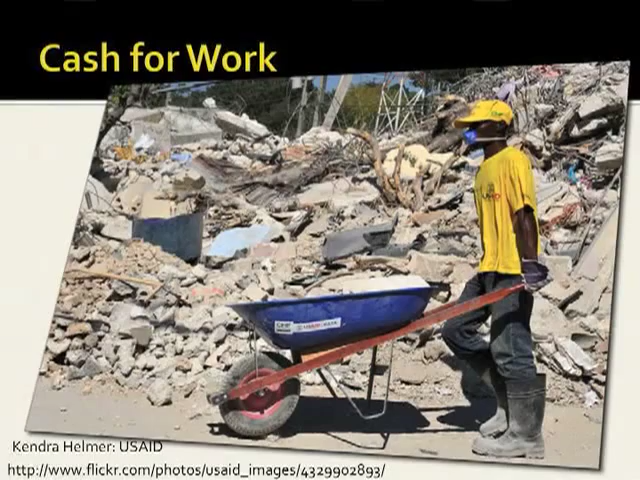 Cash for Work
Kendra Helmer: USAID
http://www.flickr.com/photos/usaid_images/4329902893/